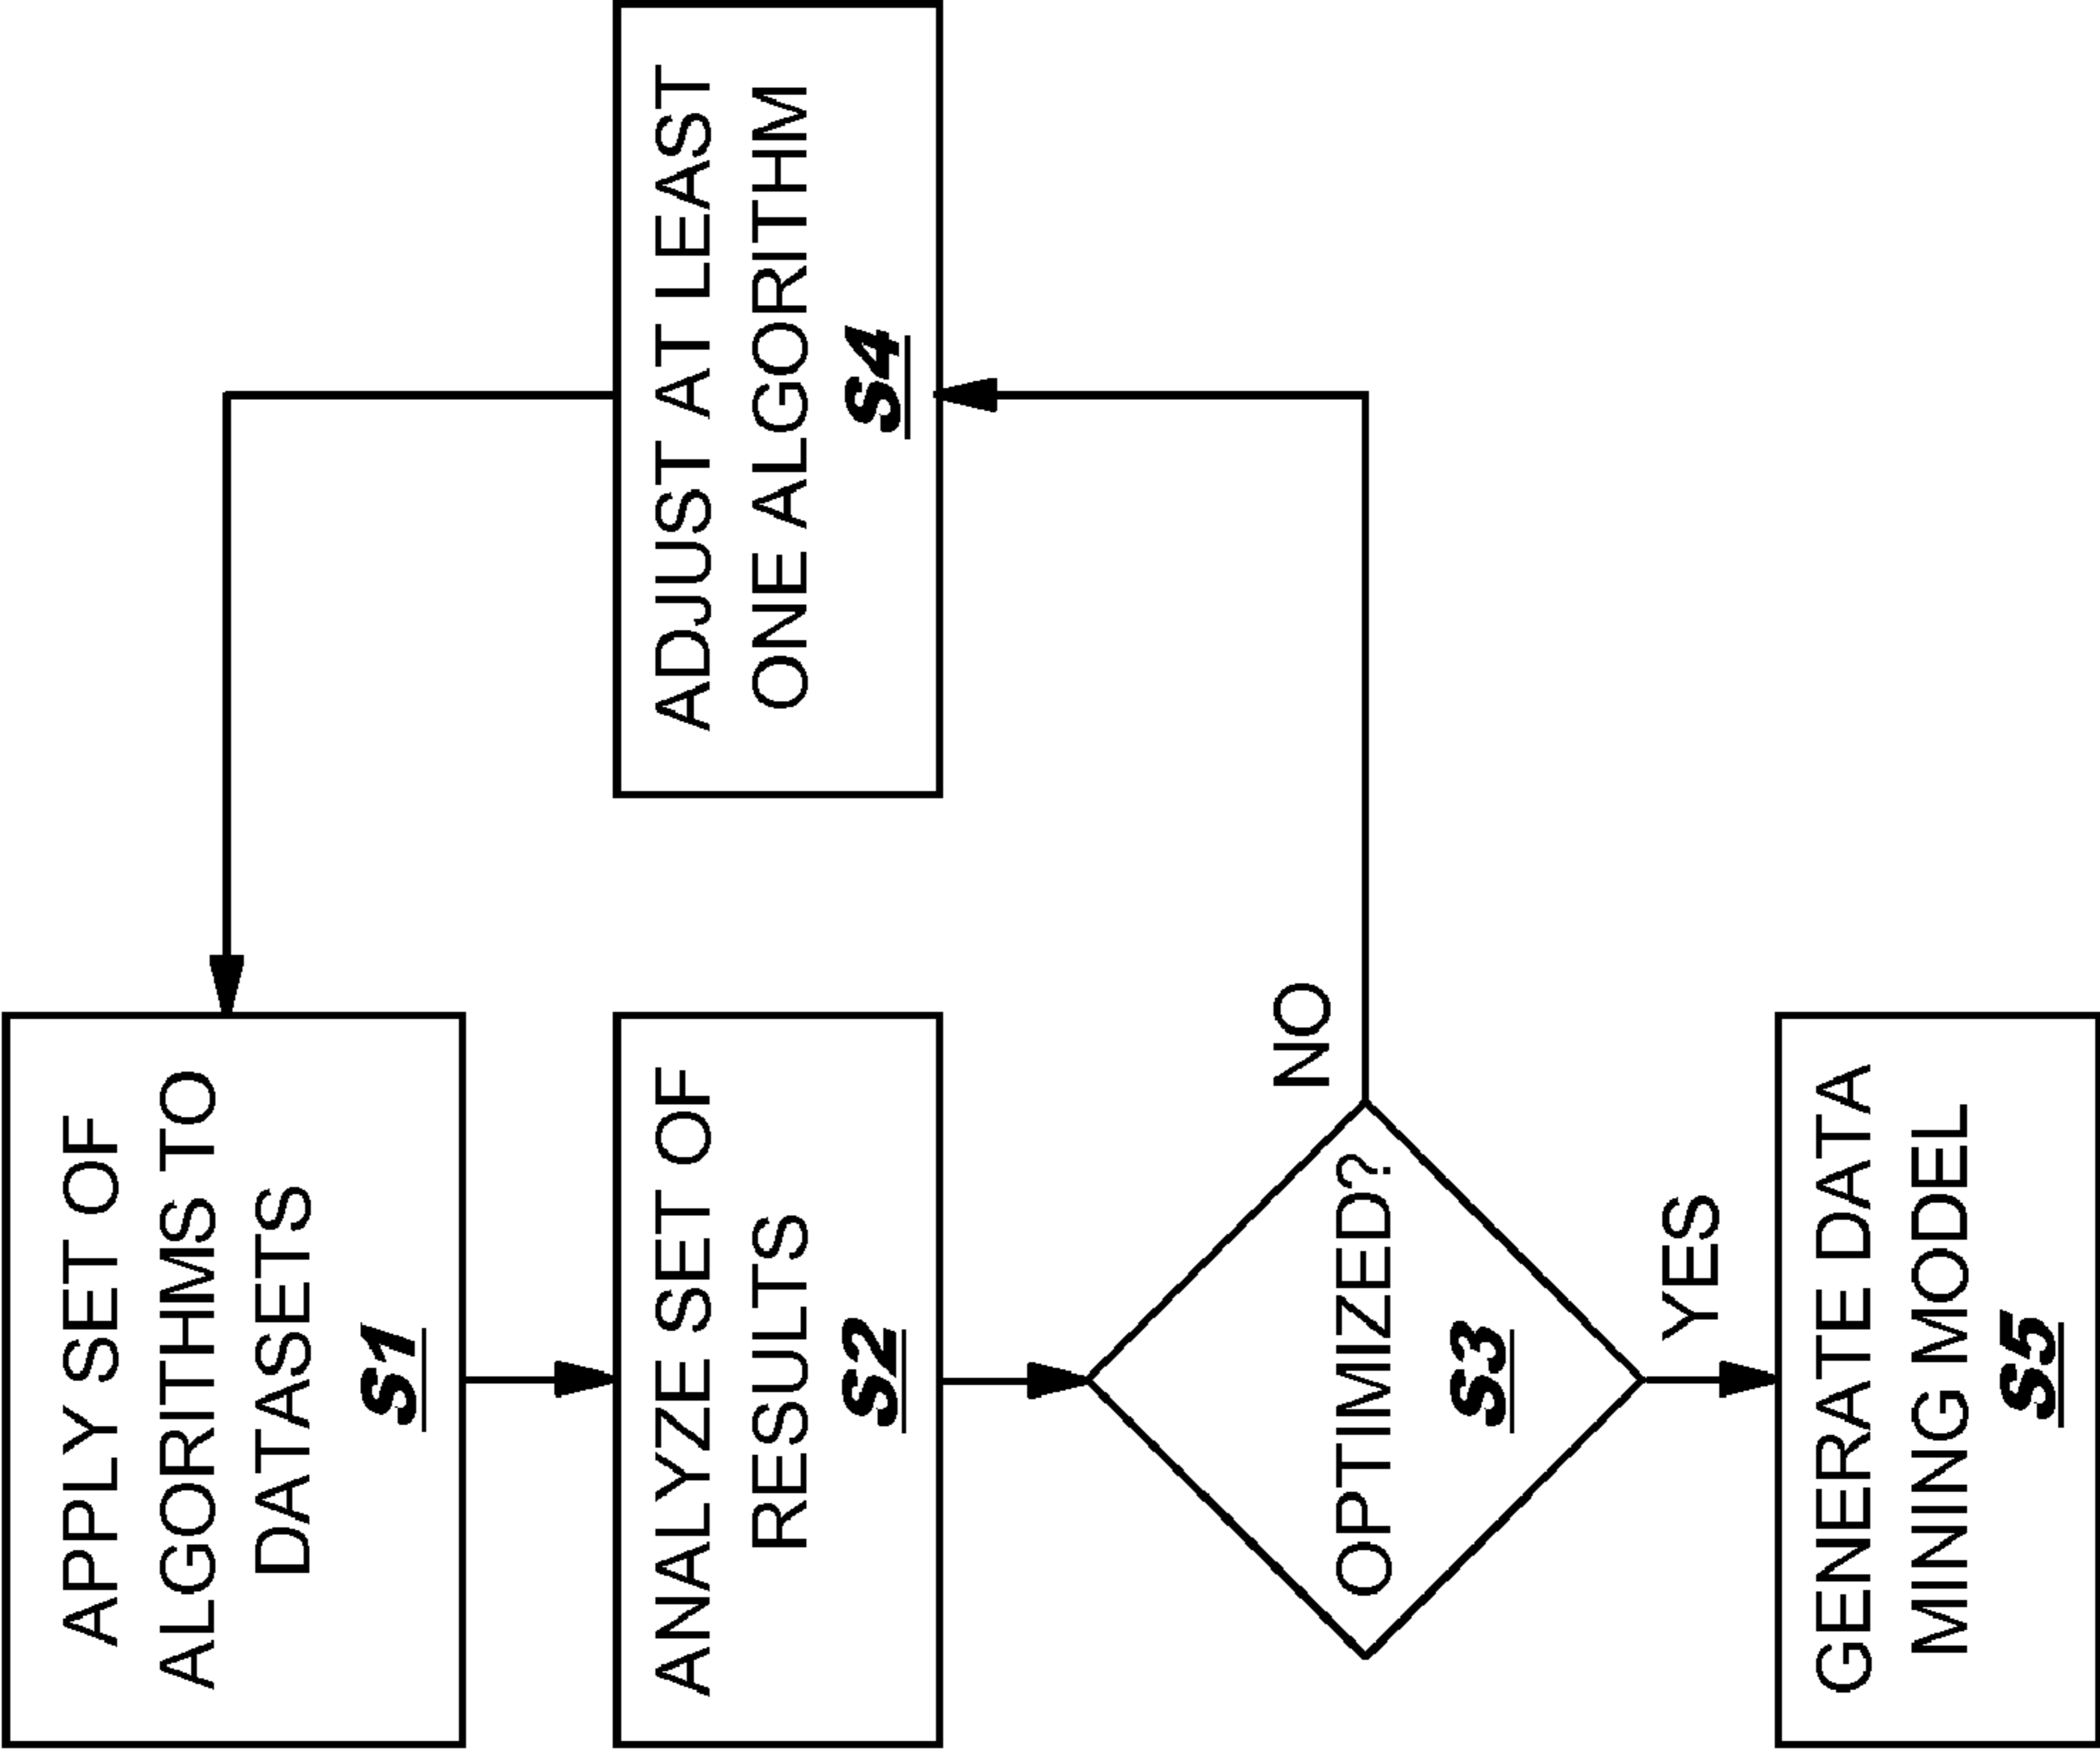 APPLY SET OF
ALGORITHMS TO
DATASETS
S1
ANALYZE SET OF
RESULTS
S2
OPTIMIZED?
S3
NO
ADJUST AT LEAST
ONE ALGORITHM
S4
YES
GENERATE DATA
MINING MODEL
S5